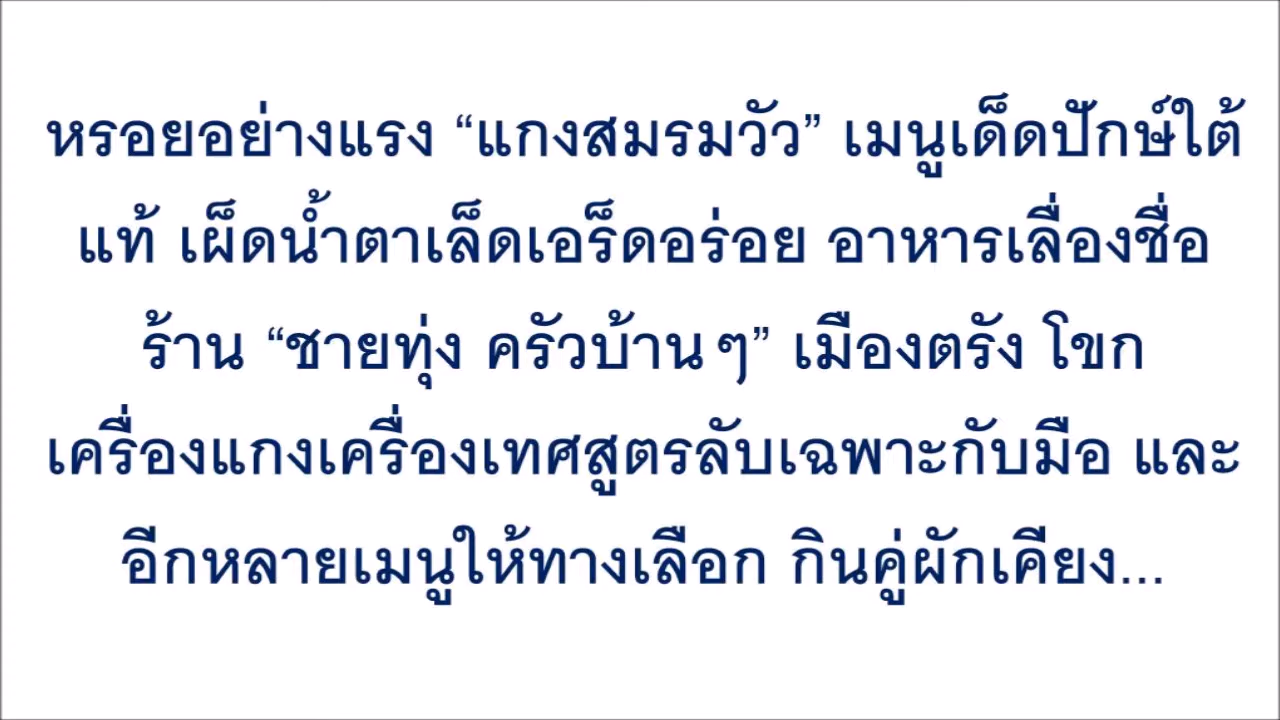 หรอยอย่างแรง “แกงสมรมวัว” เมนูเด็ดปักษ์ใต้
แท้ เผ็ดน้ำตาเล็ดเอร็ดอร่อย อาหารเลื่องชื่อ
ร้าน “ชายทุ่ง ครัวบ้านๆ” เมืองตรัง โขก
เครื่องแกงเครื่องเทศสูตรลับเฉพาะกับมือ และ
อีกหลายเมนูให้ทางเลือก กินคู่ผักเคียง...